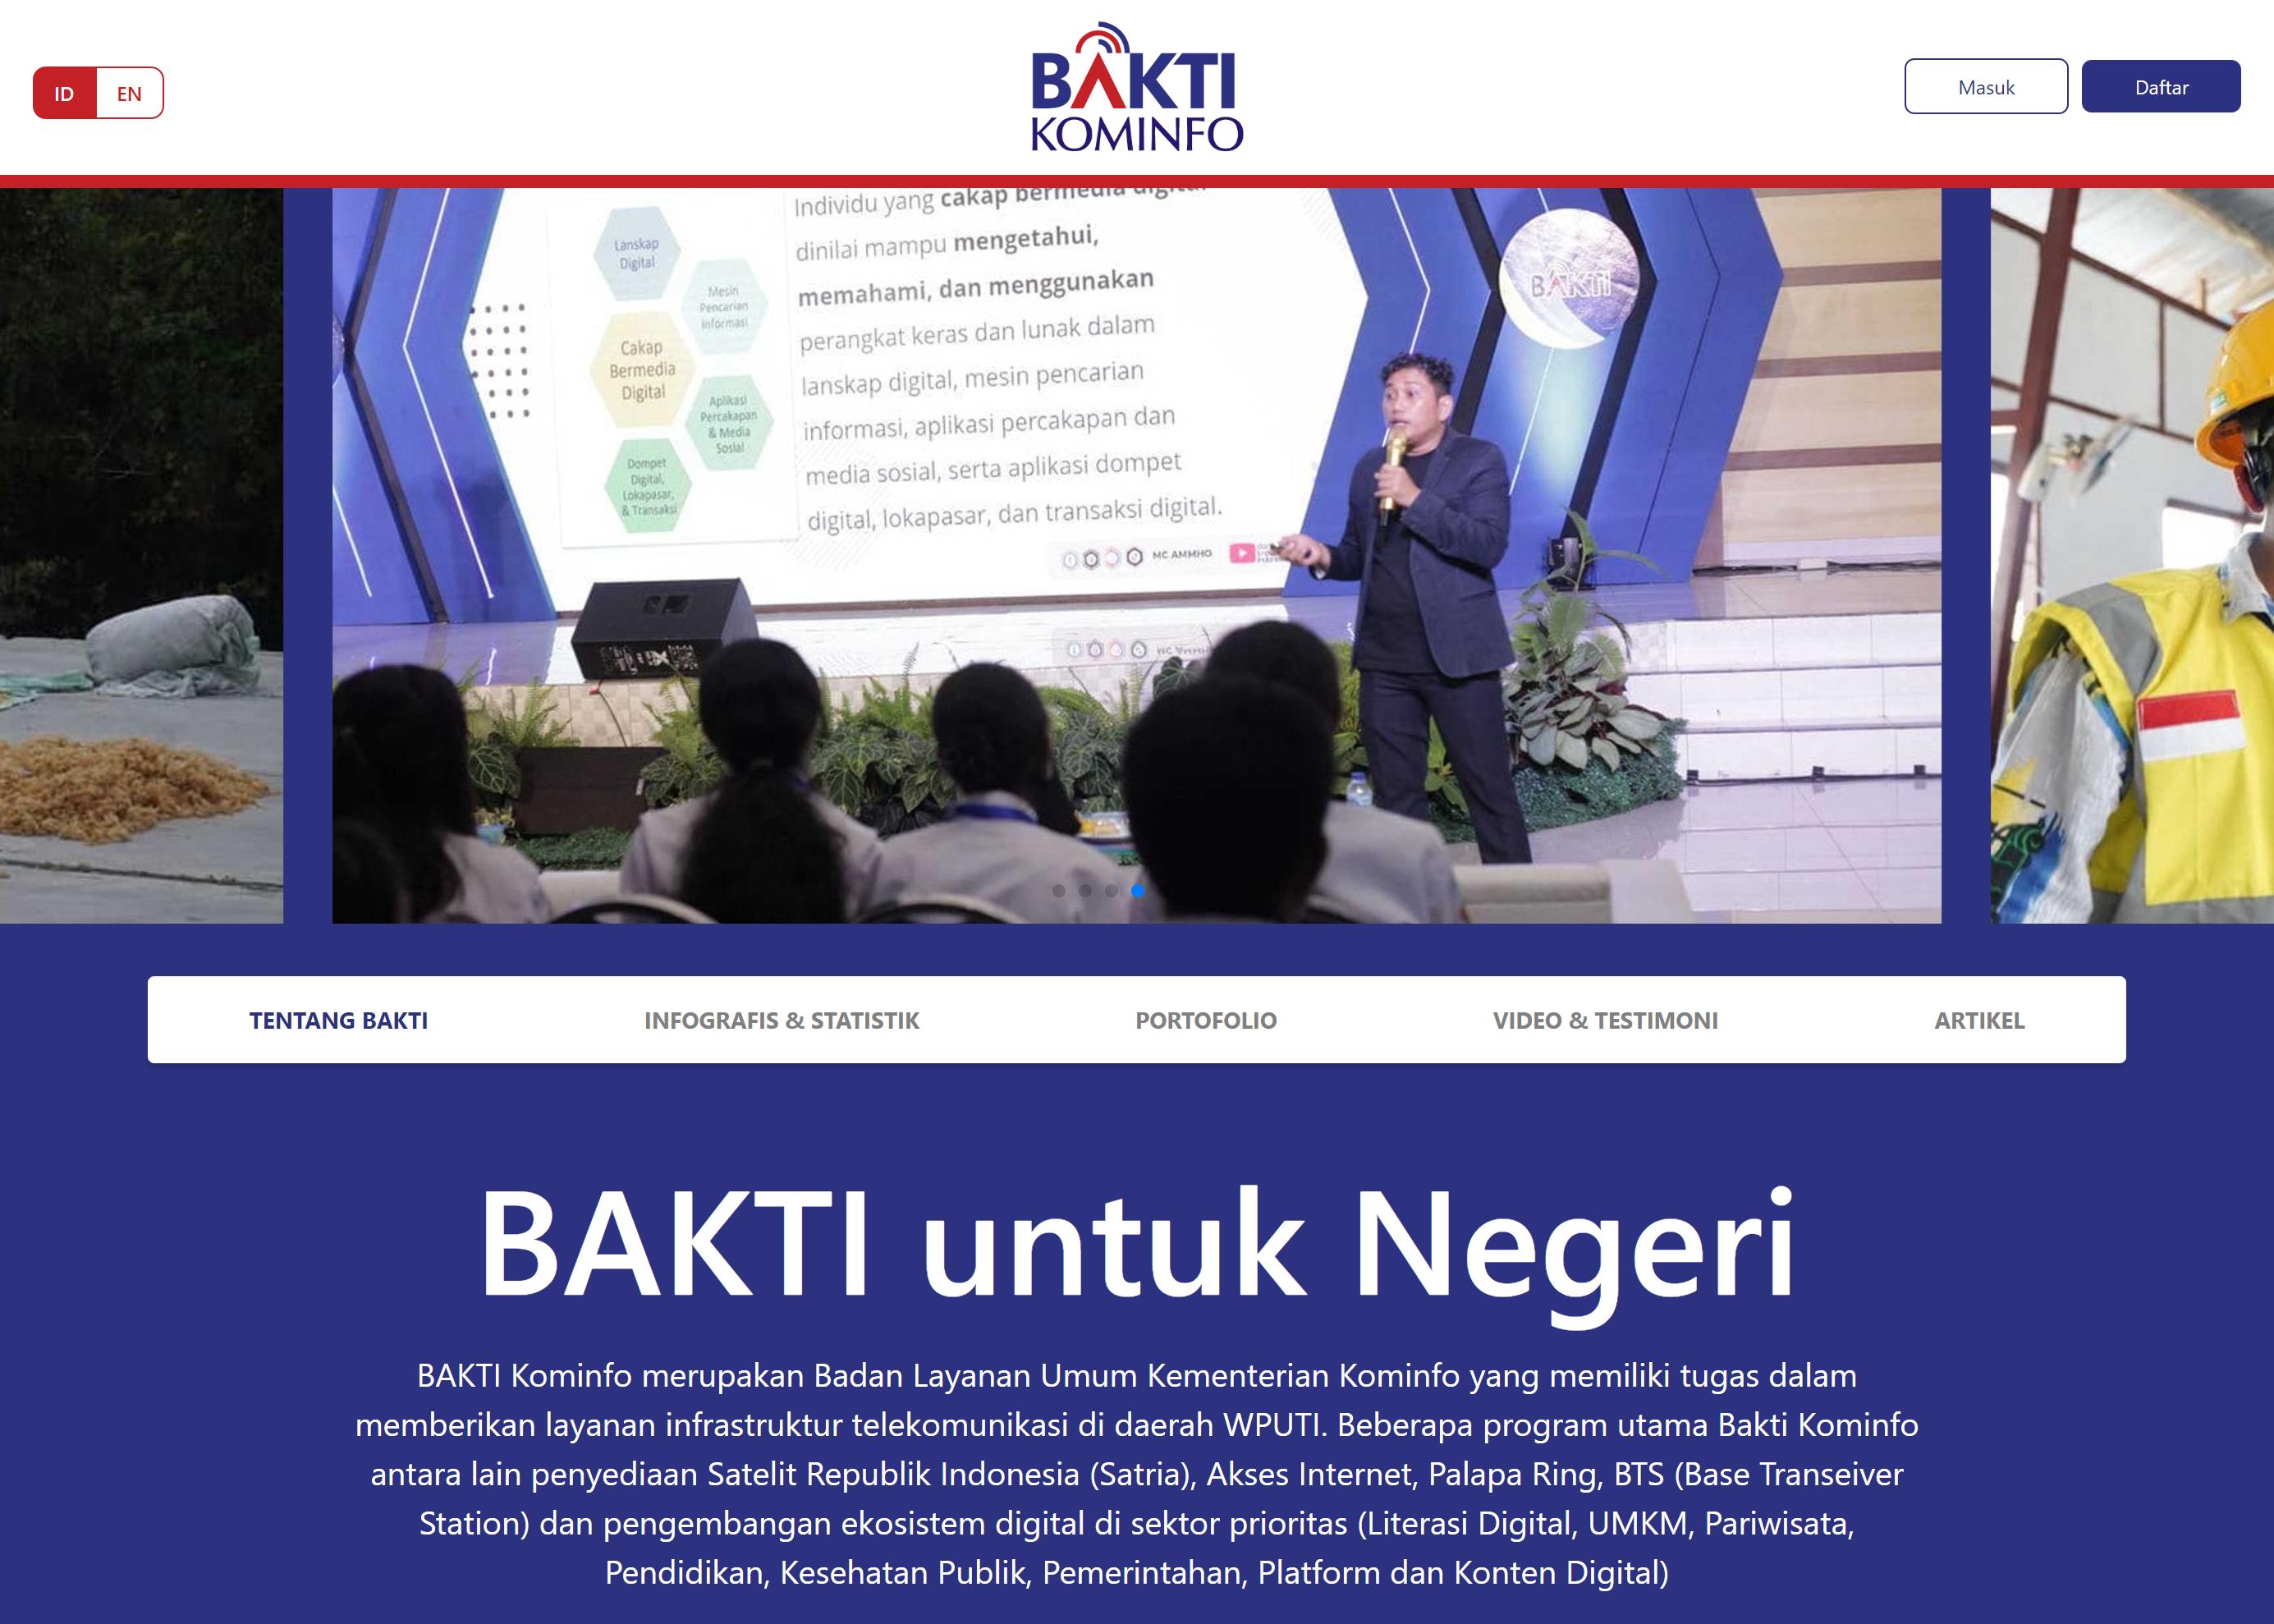 ID
EN
BAKTI
KOMINFO
Masuk
Daftar
Individu yang cakap bermedia digital
dinilai mampu mengetahui,
memahami, dan menggunakan
perangkat keras dan lunak dalam
lanskap digital, mesin pencarian
informasi, aplikasi percakapan dan
media sosial, serta aplikasi dompet
digital, lokapasar, dan transaksi digital.
Lanskap
Digital
Mesin
Pencarian
Informasi
Cakap
Bermedia
Digital
Aplikasi
Percakapan
& Media
Sosial
Dompet
Digital,
Lokapasar,
& Transaksi
MC AMMHO
BAKTI
TENTANG BAKTI
INFOGRAFIS & STATISTIK
PORTOFOLIO
VIDEO & TESTIMONI
ARTIKEL
BAKTI untuk Negeri
BAKTI Kominfo merupakan Badan Layanan Umum Kementerian Kominfo yang memiliki tugas dalam
memberikan layanan infrastruktur telekomunikasi di daerah WPUTI. Beberapa program utama Bakti Kominfo
antara lain penyediaan Satelit Republik Indonesia (Satria), Akses Internet, Palapa Ring, BTS (Base Transeiver
Station) dan pengembangan ekosistem digital di sektor prioritas (Literasi Digital, UMKM, Pariwisata,
Pendidikan, Kesehatan Publik, Pemerintahan, Platform dan Konten Digital)